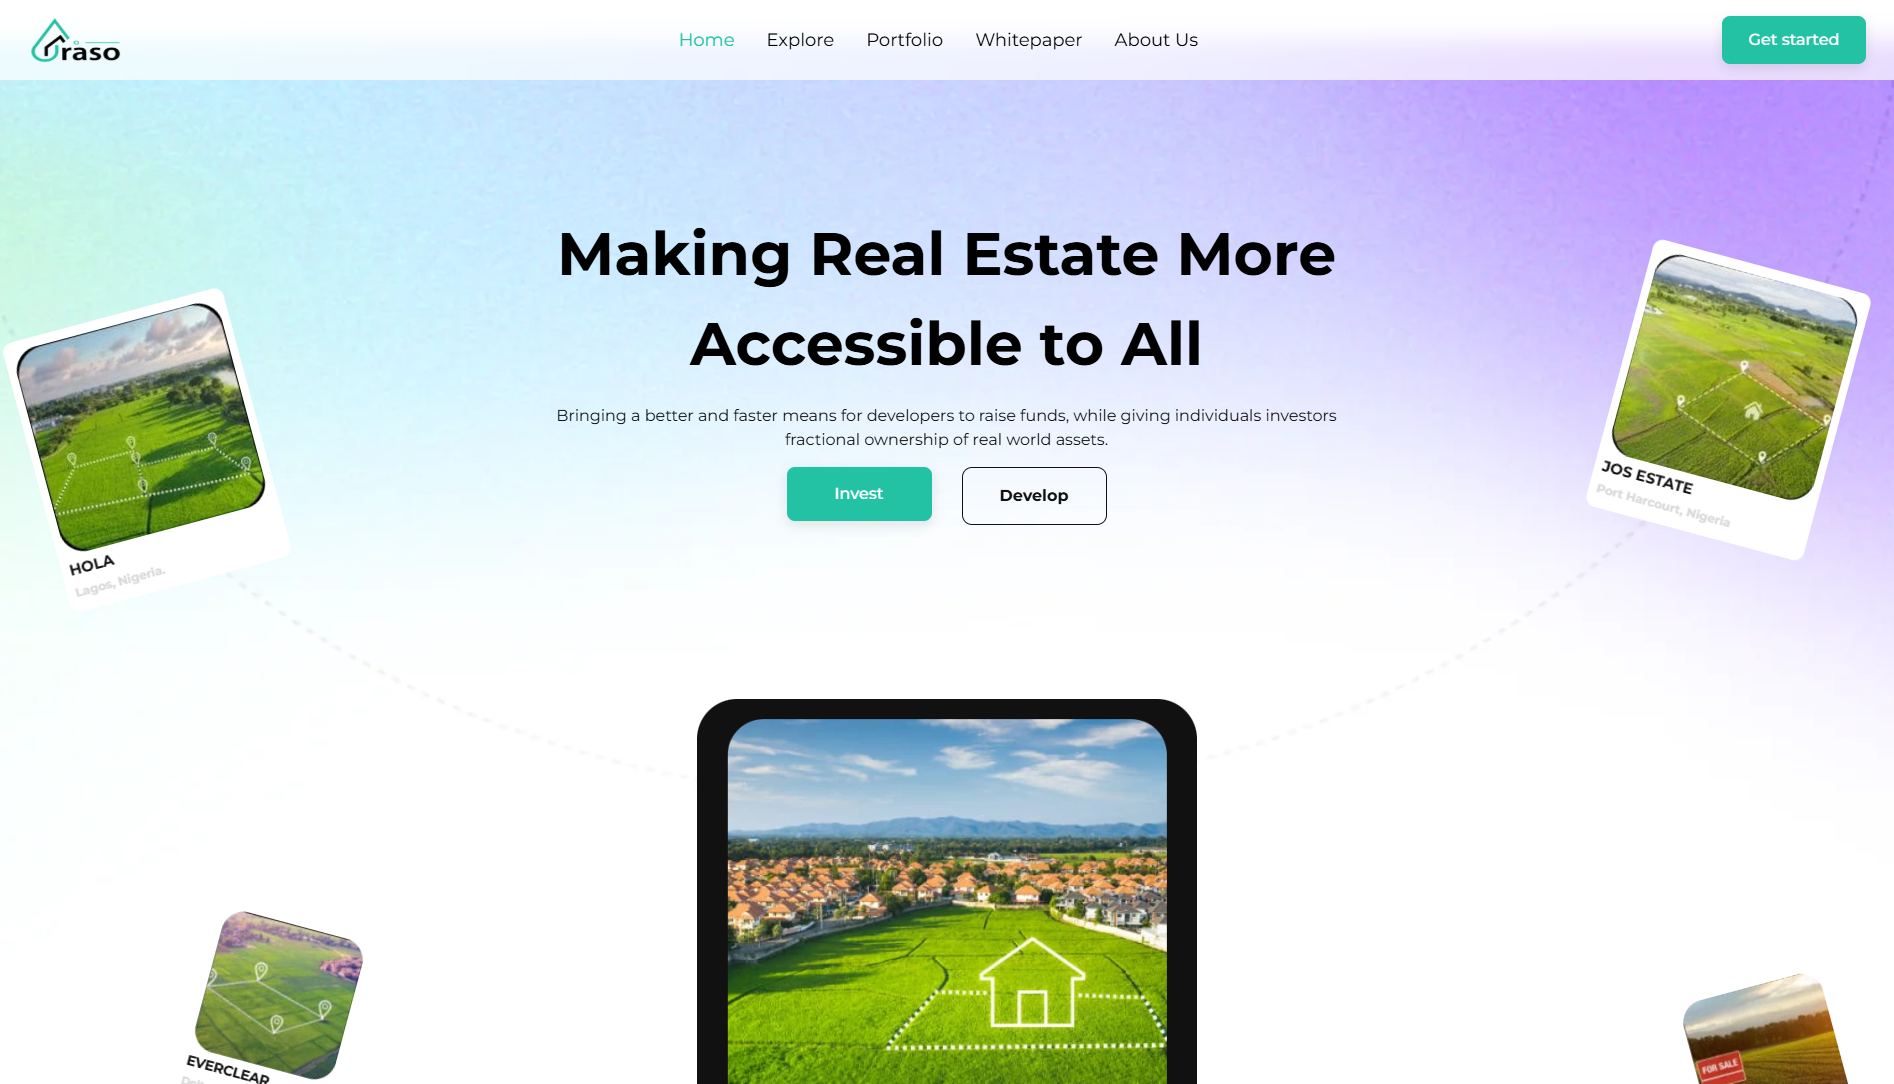 uraso
Home Explore Portfolio Whitepaper About Us
Get started
Making Real Estate More
Accessible to All
Bringing a better and faster means for developers to raise funds, while giving individuals investors
fractional ownership of real world assets.
Invest
Develop
HOLA
Lagos, Nigeria.
JOS ESTATE
Port Harcourt, Nigeria
EVERCLEAR
FOR SALE